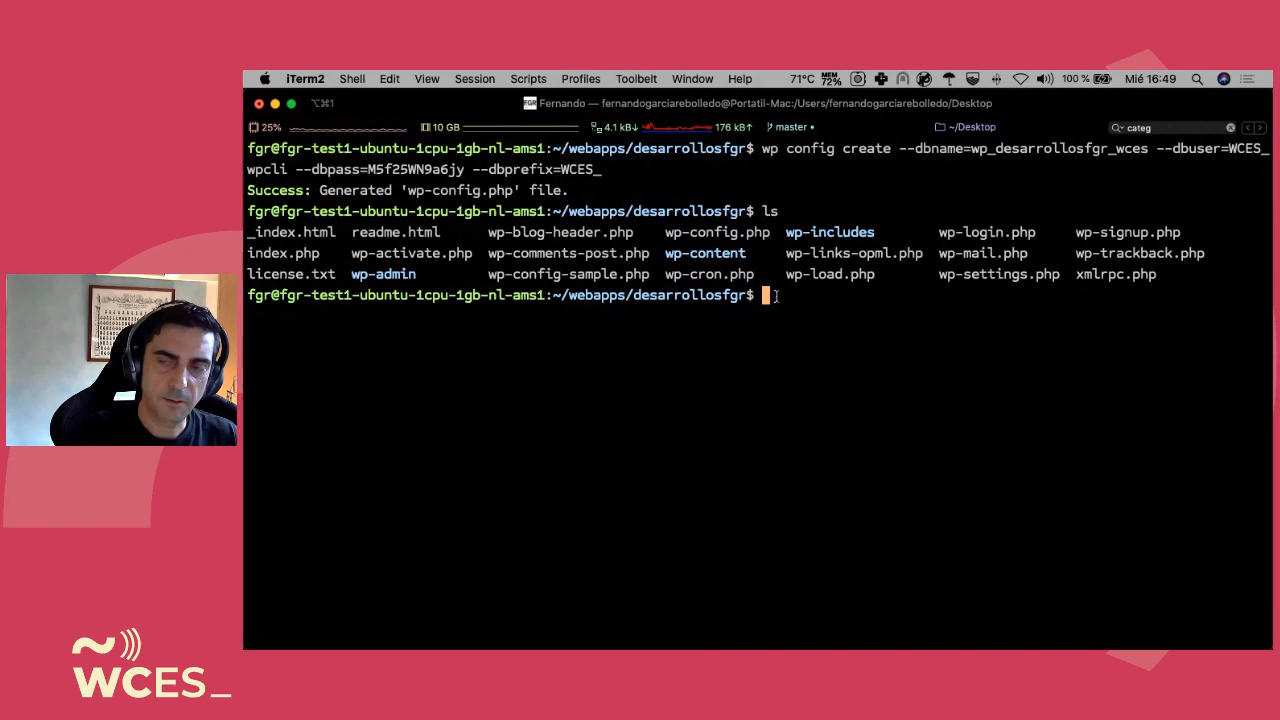 iTerm2 Shell Edit View Session Scripts Profiles Toolbelt Window Help 71°C MEM 72% 100 % Mié 16:49
⌥⌘1 FGR Fernando — fernandogarciarebolledo@Portatil-Mac:/Users/fernandogarciarebolledo/Desktop
25% 10 GB 4.1 kB↓ 176 kB↑ master ~/Desktop categ
fgr@fgr-test1-ubuntu-1cpu-1gb-nl-ams1:~/webapps/desarrollosfgr$ wp config create --dbname=wp_desarrollosfgr_wces --dbuser=WCES_
wpcli --dbpass=M5f25WN9a6jy --dbprefix=WCES_
Success: Generated 'wp-config.php' file.
fgr@fgr-test1-ubuntu-1cpu-1gb-nl-ams1:~/webapps/desarrollosfgr$ ls
_index.html readme.html wp-blog-header.php wp-config.php wp-includes wp-login.php wp-signup.php
index.php wp-activate.php wp-comments-post.php wp-content wp-links-opml.php wp-mail.php wp-trackback.php
license.txt wp-admin wp-config-sample.php wp-cron.php wp-load.php wp-settings.php xmlrpc.php
fgr@fgr-test1-ubuntu-1cpu-1gb-nl-ams1:~/webapps/desarrollosfgr$
WCES_